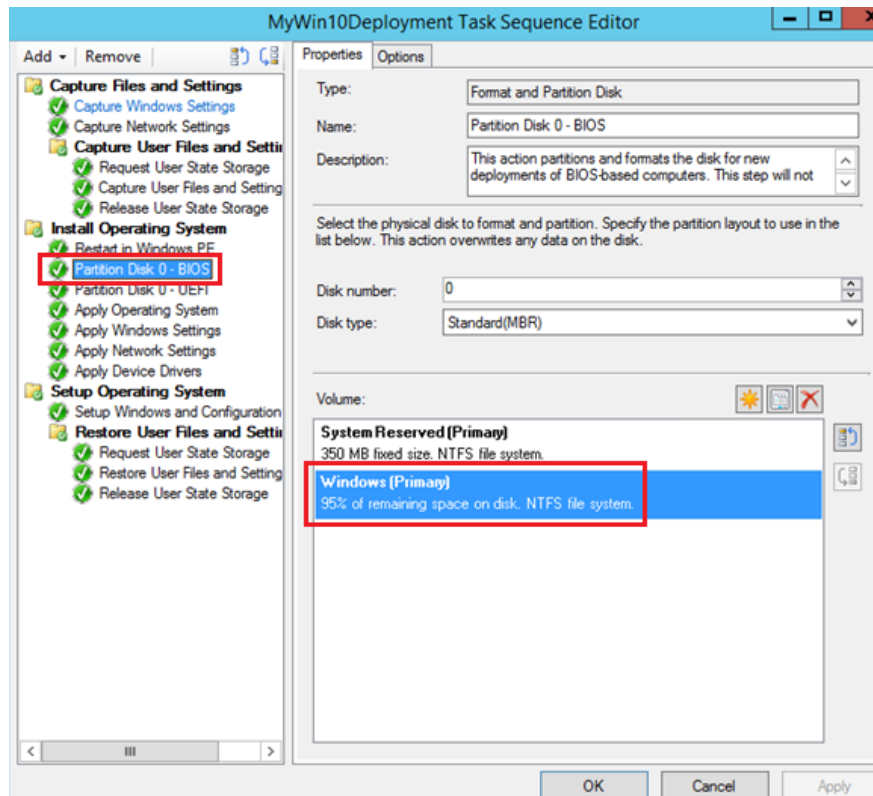 MyWin10Deployment Task Sequence Editor
Add Remove
Capture Files and Settings
Capture Windows Settings
Capture Network Settings
Capture User Files and Settin
Request User State Storage
Capture User Files and Setting
Release User State Storage
Install Operating System
Restart in Windows PE
Partition Disk 0 - BIOS
Partition Disk 0 - UEFI
Apply Operating System
Apply Windows Settings
Apply Network Settings
Apply Device Drivers
Setup Operating System
Setup Windows and Configuration
Restore User Files and Settin
Request User State Storage
Restore User Files and Setting
Release User State Storage
Properties Options
Type: Format and Partition Disk
Name: Partition Disk 0 - BIOS
Description: This action partitions and formats the disk for new
deployments of BIOS-based computers. This step will not
Select the physical disk to format and partition. Specify the partition layout to use in the
list below. This action overwrites any data on the disk.
Disk number: 0
Disk type: Standard(MBR)
Volume:
System Reserved (Primary)
350 MB fixed size. NTFS file system.
Windows (Primary)
95% of remaining space on disk. NTFS file system.
OK Cancel Apply